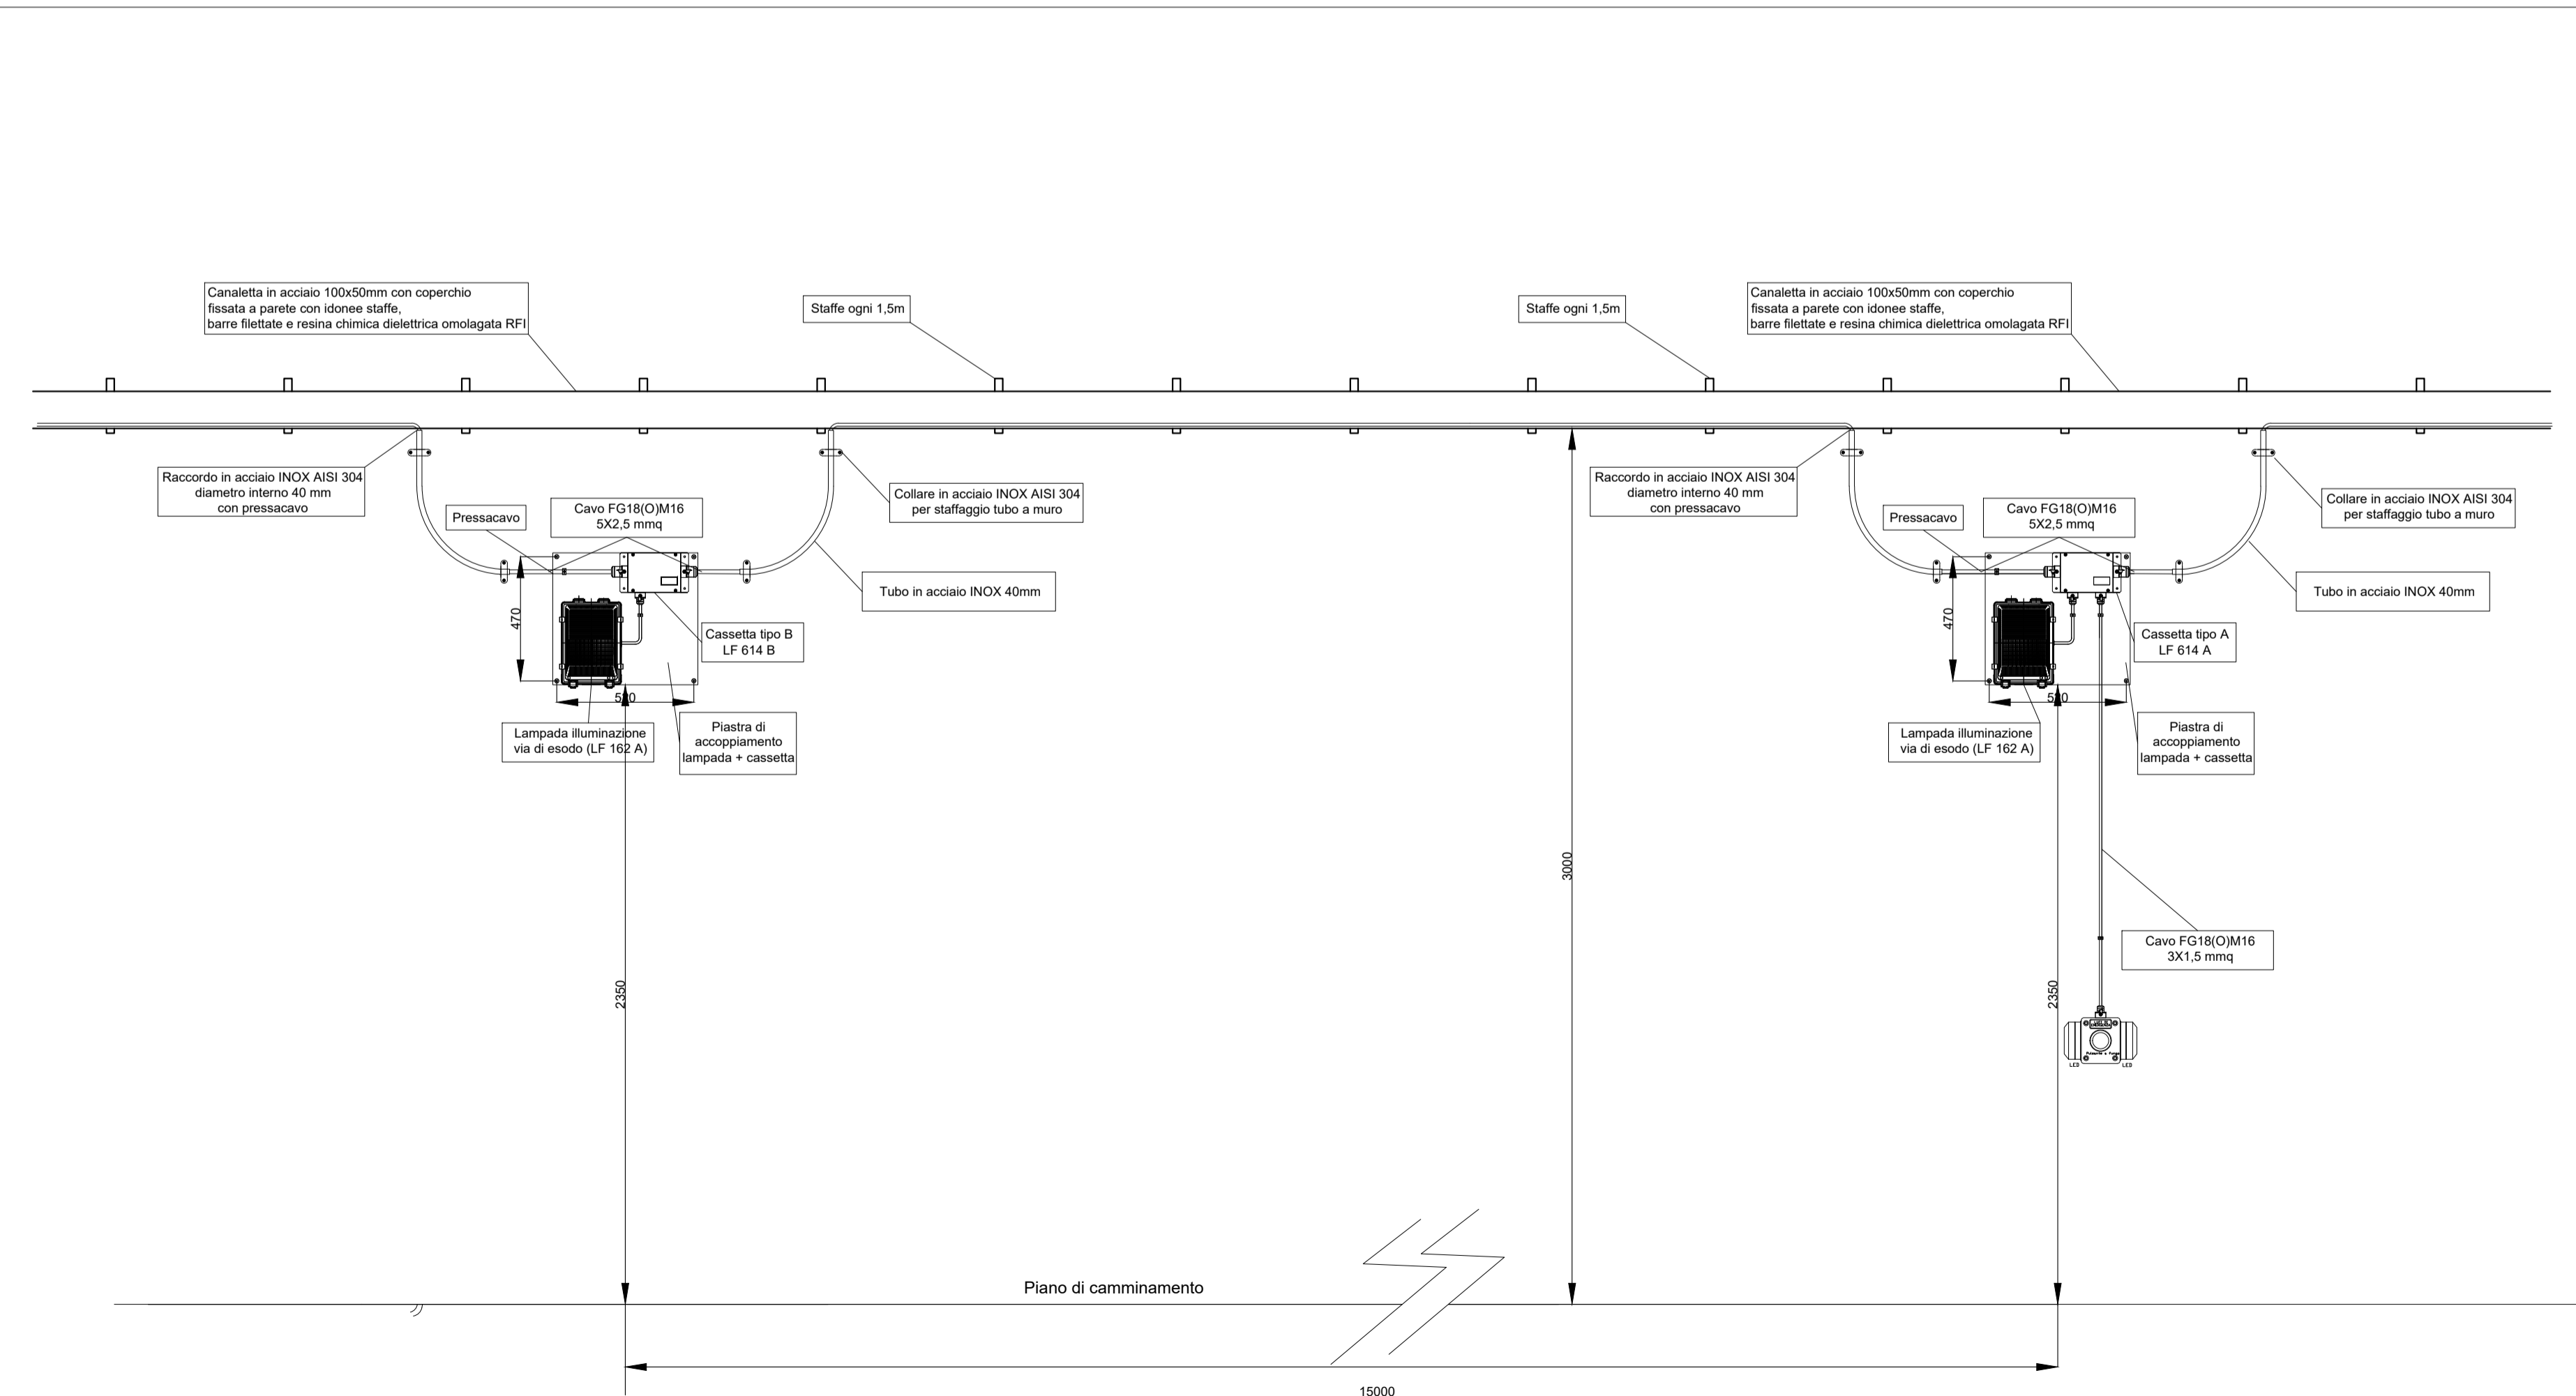 Canaletta in acciaio 100x50mm con coperchio
fissata a parete con idonee staffe,
barre filettate e resina chimica dielettrica omolagata RFI
Staffe ogni 1,5m
Staffe ogni 1,5m
Canaletta in acciaio 100x50mm con coperchio
fissata a parete con idonee staffe,
barre filettate e resina chimica dielettrica omolagata RFI
Raccordo in acciaio INOX AISI 304
diametro interno 40 mm
con pressacavo
Pressacavo
Cavo FG18(O)M16
5X2,5 mmq
Collare in acciaio INOX AISI 304
per staffaggio tubo a muro
Tubo in acciaio INOX 40mm
470
Cassetta tipo B
LF 614 B
520
Lampada illuminazione
via di esodo (LF 162 A)
Piastra di
accoppiamento
lampada + cassetta
2350
3000
Raccordo in acciaio INOX AISI 304
diametro interno 40 mm
con pressacavo
Pressacavo
Cavo FG18(O)M16
5X2,5 mmq
Collare in acciaio INOX AISI 304
per staffaggio tubo a muro
Tubo in acciaio INOX 40mm
470
Cassetta tipo A
LF 614 A
520
Lampada illuminazione
via di esodo (LF 162 A)
Piastra di
accoppiamento
lampada + cassetta
Cavo FG18(O)M16
3X1,5 mmq
2350
Pulsante a fungo
LED
LED
Piano di camminamento
15000